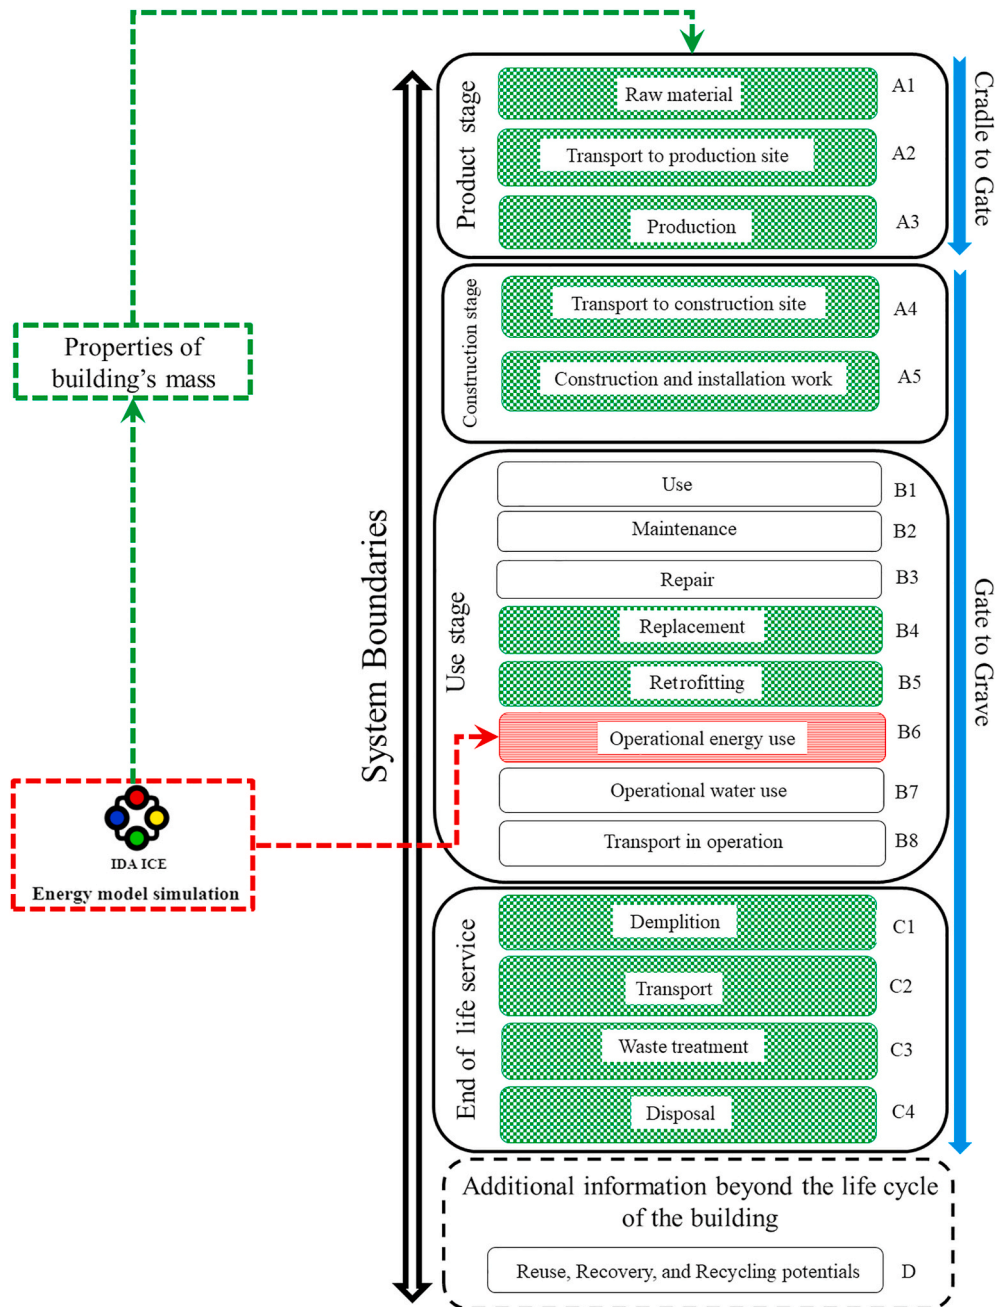 Product stage
Raw material
A1
Transport to production site
A2
Production
A3
Cradle to Gate
Construction stage
Transport to construction site
A4
Construction and installation work
A5
Properties of
building's mass
System Boundaries
Use stage
Use
B1
Maintenance
B2
Repair
B3
Replacement
B4
Retrofitting
B5
Operational energy use
B6
Operational water use
B7
Transport in operation
B8
Gate to Grave
IDA ICE
Energy model simulation
End of life service
Demplition
C1
Transport
C2
Waste treatment
C3
Disposal
C4
Additional information beyond the life cycle
of the building
Reuse, Recovery, and Recycling potentials
D